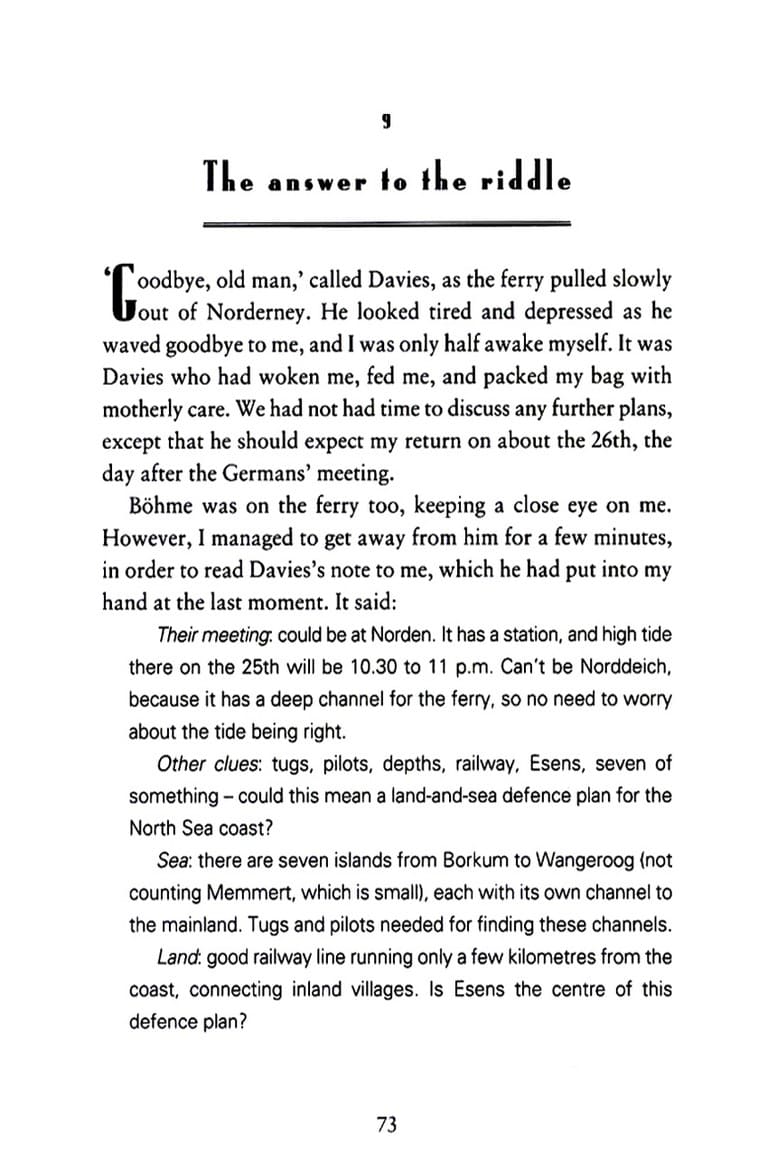 9
The answer to the riddle
‘Goodbye, old man,’ called Davies, as the ferry pulled slowly
out of Norderney. He looked tired and depressed as he
waved goodbye to me, and I was only half awake myself. It was
Davies who had woken me, fed me, and packed my bag with
motherly care. We had not had time to discuss any further plans,
except that he should expect my return on about the 26th, the
day after the Germans’ meeting.
Böhme was on the ferry too, keeping a close eye on me.
However, I managed to get away from him for a few minutes,
in order to read Davies’s note to me, which he had put into my
hand at the last moment. It said:
Their meeting: could be at Norden. It has a station, and high tide
there on the 25th will be 10.30 to 11 p.m. Can’t be Norddeich,
because it has a deep channel for the ferry, so no need to worry
about the tide being right.
Other clues: tugs, pilots, depths, railway, Esens, seven of
something – could this mean a land-and-sea defence plan for the
North Sea coast?
Sea: there are seven islands from Borkum to Wangeroog (not
counting Memmert, which is small), each with its own channel to
the mainland. Tugs and pilots needed for finding these channels.
Land: good railway line running only a few kilometres from the
coast, connecting inland villages. Is Esens the centre of this
defence plan?
73